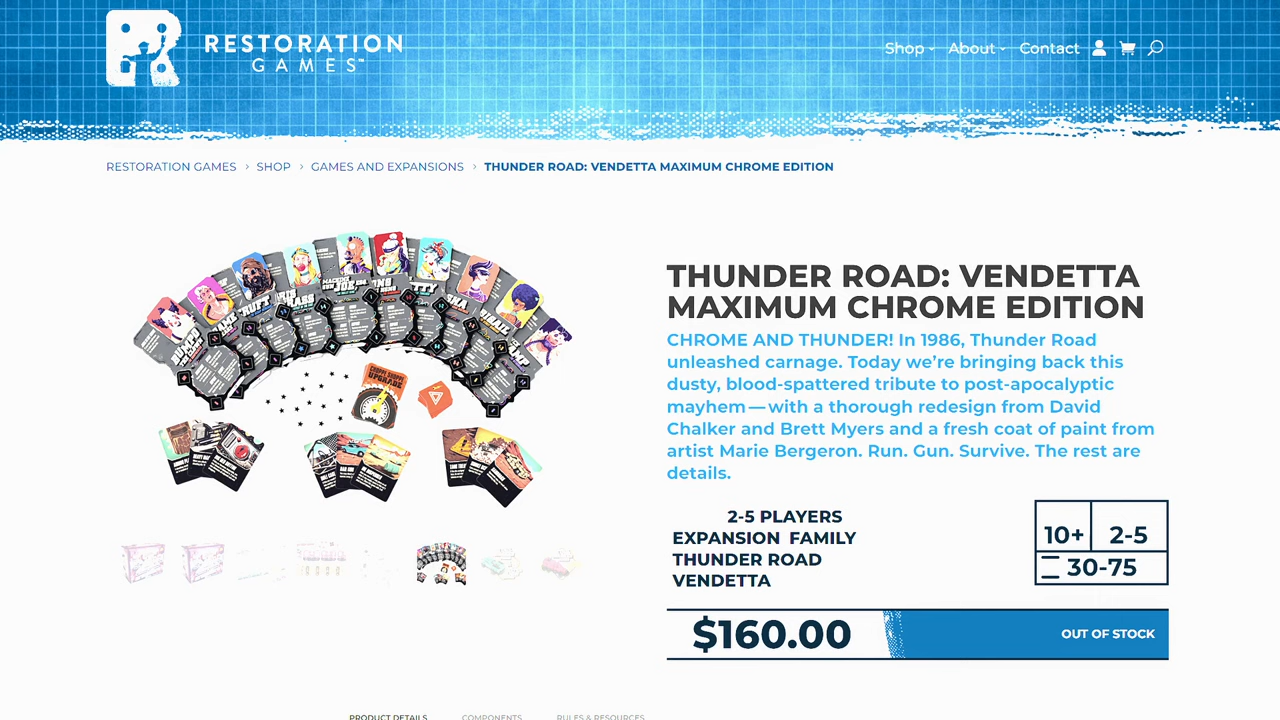 RESTORATION
GAMES™
Shop
About
Contact
RESTORATION GAMES > SHOP > GAMES AND EXPANSIONS > THUNDER ROAD: VENDETTA MAXIMUM CHROME EDITION
THUNDER ROAD: VENDETTA
MAXIMUM CHROME EDITION
CHROME AND THUNDER! In 1986, Thunder Road
unleashed carnage. Today we’re bringing back this
dusty, blood-spattered tribute to post-apocalyptic
mayhem—with a thorough redesign from David
Chalker and Brett Myers and a fresh coat of paint from
artist Marie Bergeron. Run. Gun. Survive. The rest are
details.
2-5 PLAYERS
EXPANSION FAMILY
THUNDER ROAD
VENDETTA
10+ 2-5
30-75
$160.00
OUT OF STOCK
UPGRADE
PRODUCT DETAILS COMPONENTS RULES & RESOURCES